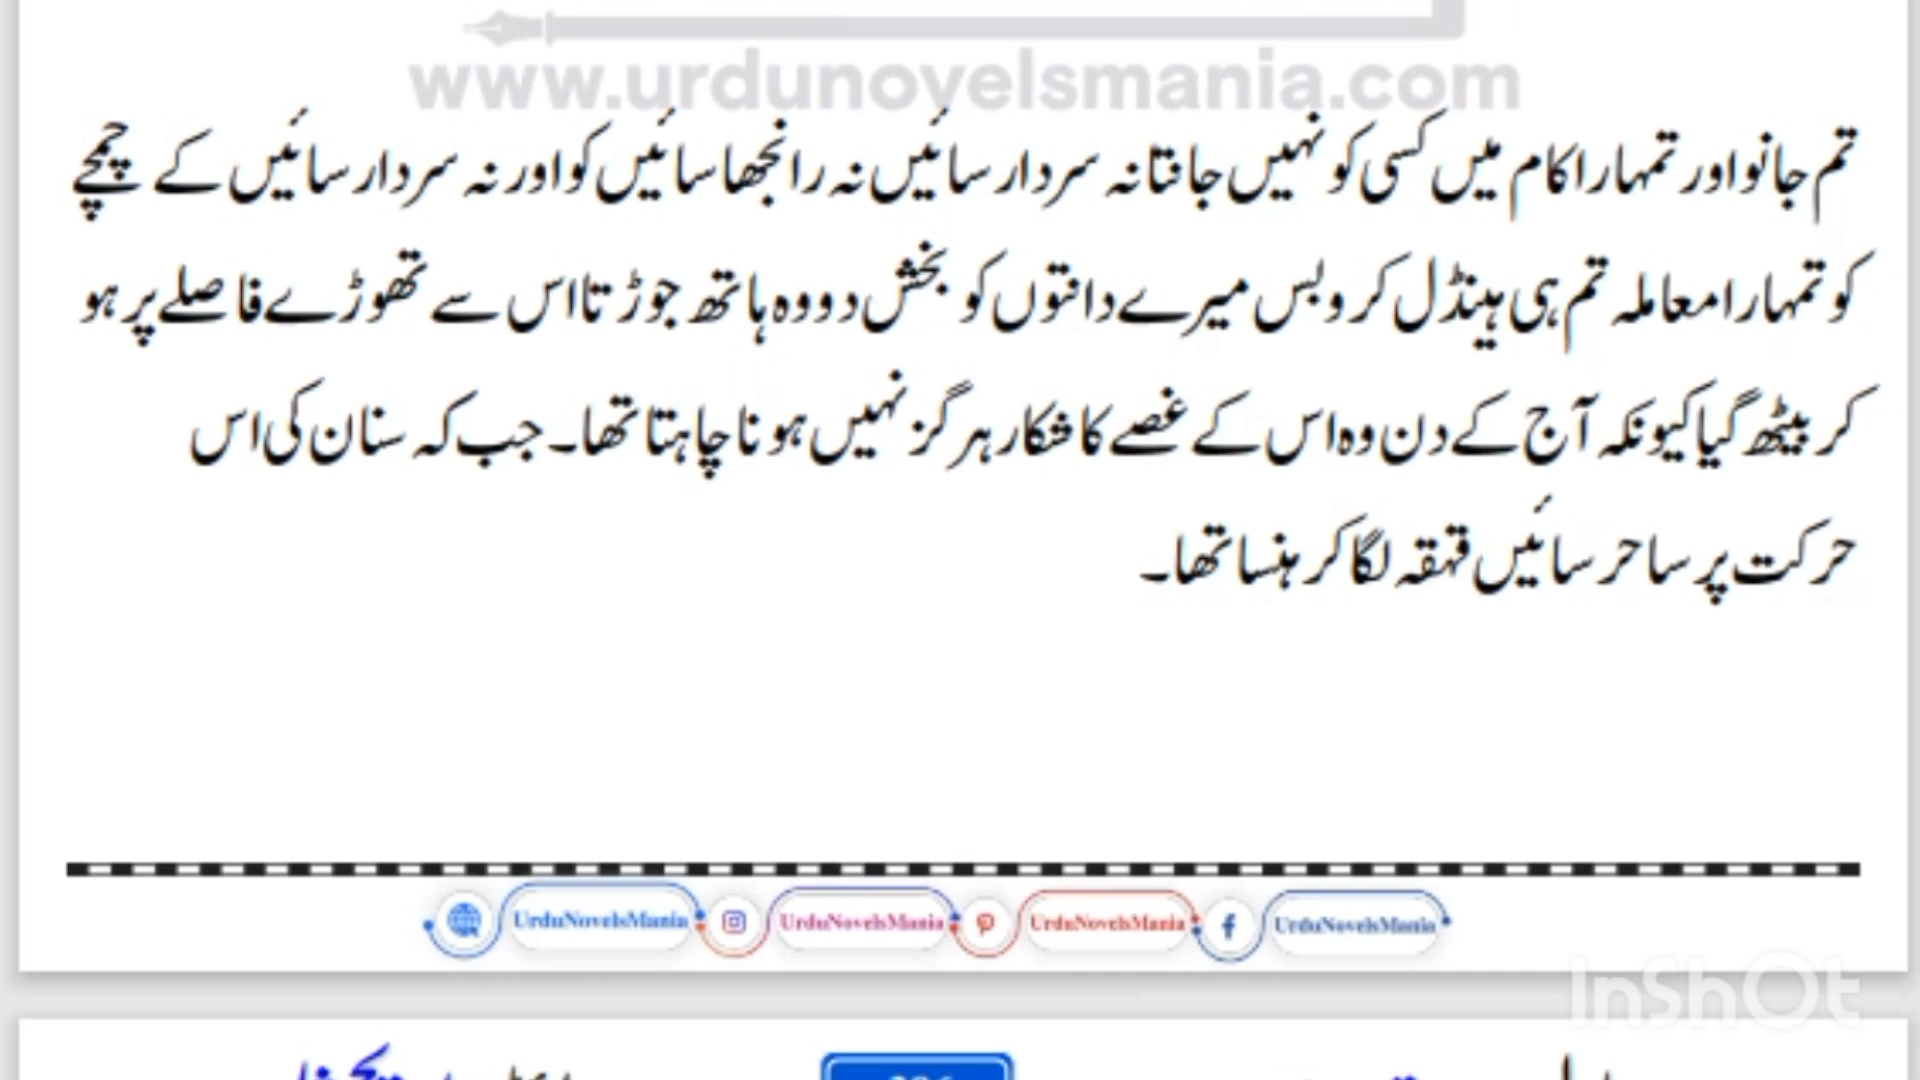 www.urdunovelsmania.com
تم جانو اور تمہارا کام میں کسی کو نہیں جانتا نہ سردار سائیں نہ رانجھا سائیں کو اور نہ سردار سائیں کے چمچے
کو تمہارا معاملہ تم ہی ہینڈل کرو بس میرے دانتوں کو بخش دو وہ ہاتھ جوڑتا اس سے تھوڑے فاصلے پر ہو
کر بیٹھ گیا کیونکہ آج کے دن وہ اس کے غصے کا شکار ہر گز نہیں ہونا چاہتا تھا۔ جب کہ سنان کی اس
حرکت پر ساحر سائیں قہقہ لگا کر ہنسا تھا۔
UrduNovelsMania UrduNovelsMania UrduNovelsMania UrduNovelsMania
InShOt